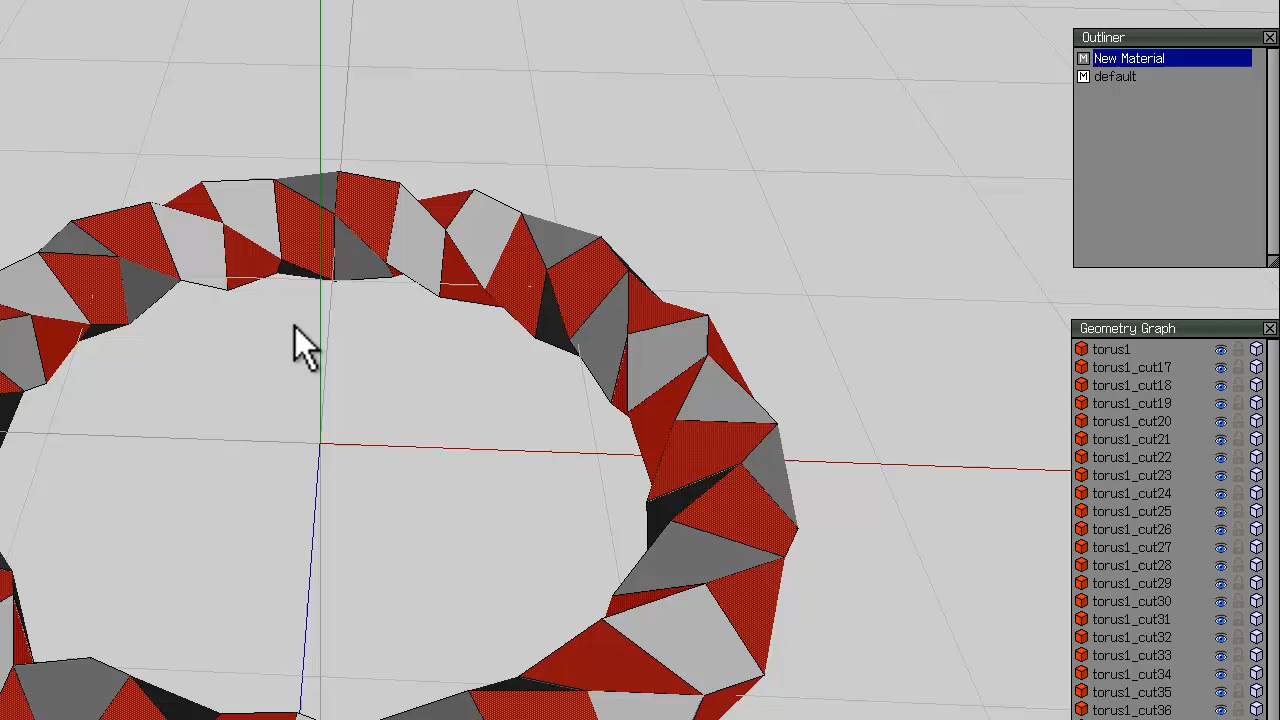 Outliner
M New Material
M default
Geometry Graph
torus1
torus1_cut17
torus1_cut18
torus1_cut19
torus1_cut20
torus1_cut21
torus1_cut22
torus1_cut23
torus1_cut24
torus1_cut25
torus1_cut26
torus1_cut27
torus1_cut28
torus1_cut29
torus1_cut30
torus1_cut31
torus1_cut32
torus1_cut33
torus1_cut34
torus1_cut35
torus1_cut36